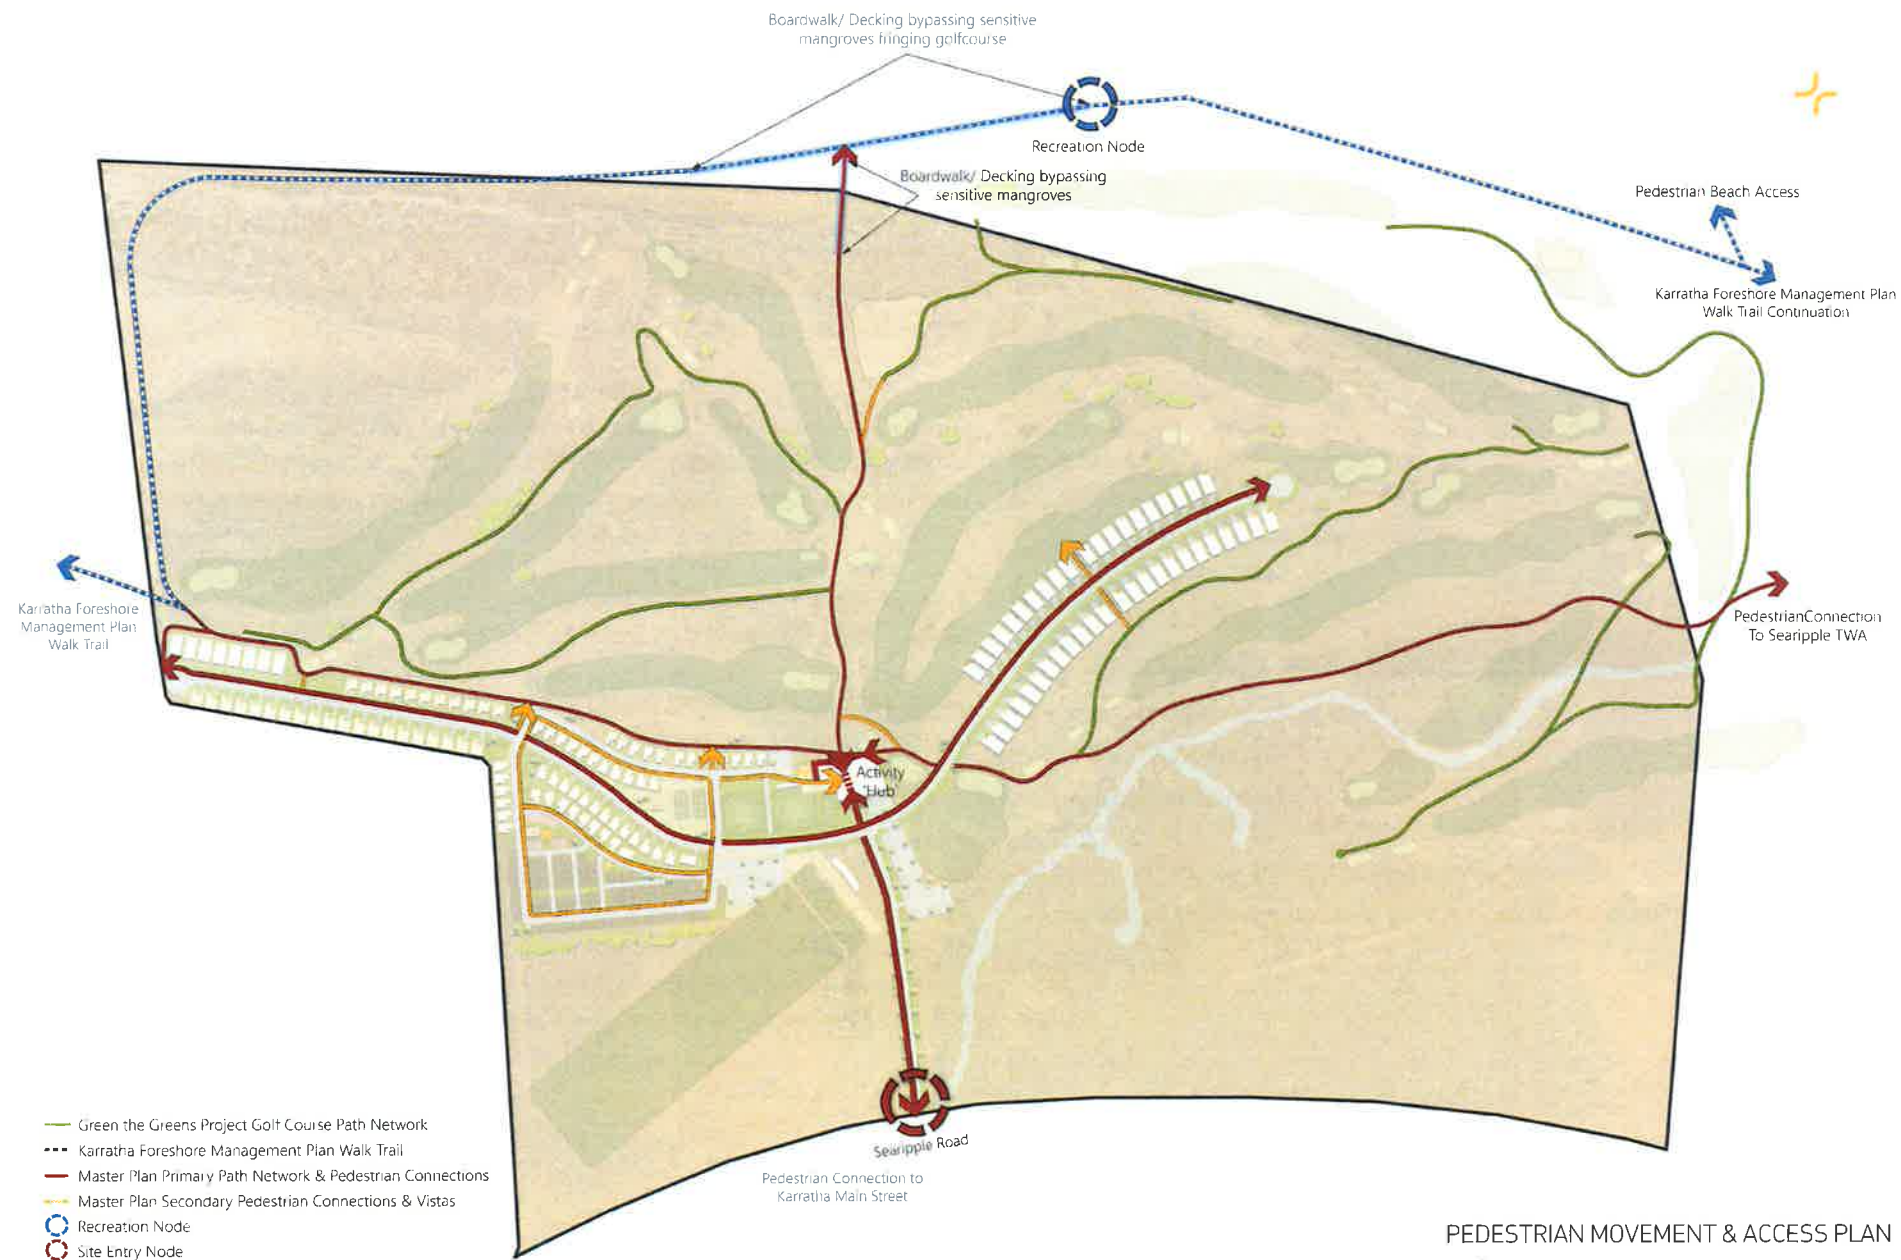 Boardwalk/ Decking bypassing sensitive
mangroves fringing golfcourse
Recreation Node
Boardwalk/ Decking bypassing
sensitive mangroves
Pedestrian Beach Access
Karratha Foreshore Management Plan
Walk Trail Continuation
Karratha Foreshore
Management Plan
Walk Trail
PedestrianConnection
To Searipple TWA
Activity
'Hub'
Searipple Road
Pedestrian Connection to
Karratha Main Street
Green the Greens Project Golf Course Path Network
Karratha Foreshore Management Plan Walk Trail
Master Plan Primary Path Network & Pedestrian Connections
Master Plan Secondary Pedestrian Connections & Vistas
Recreation Node
Site Entry Node
PEDESTRIAN MOVEMENT & ACCESS PLAN